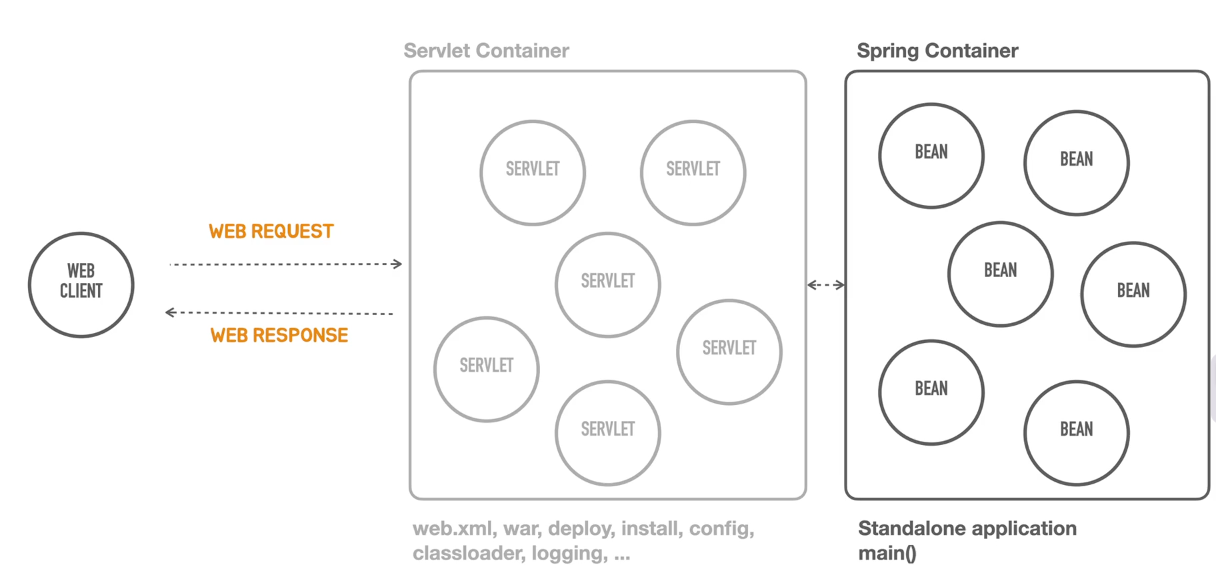 Servlet Container
Spring Container
SERVLET
SERVLET
BEAN
BEAN
WEB REQUEST
WEB
CLIENT
SERVLET
BEAN
BEAN
WEB RESPONSE
SERVLET
SERVLET
BEAN
SERVLET
BEAN
web.xml, war, deploy, install, config,
classloader, logging, ...
Standalone application
main()